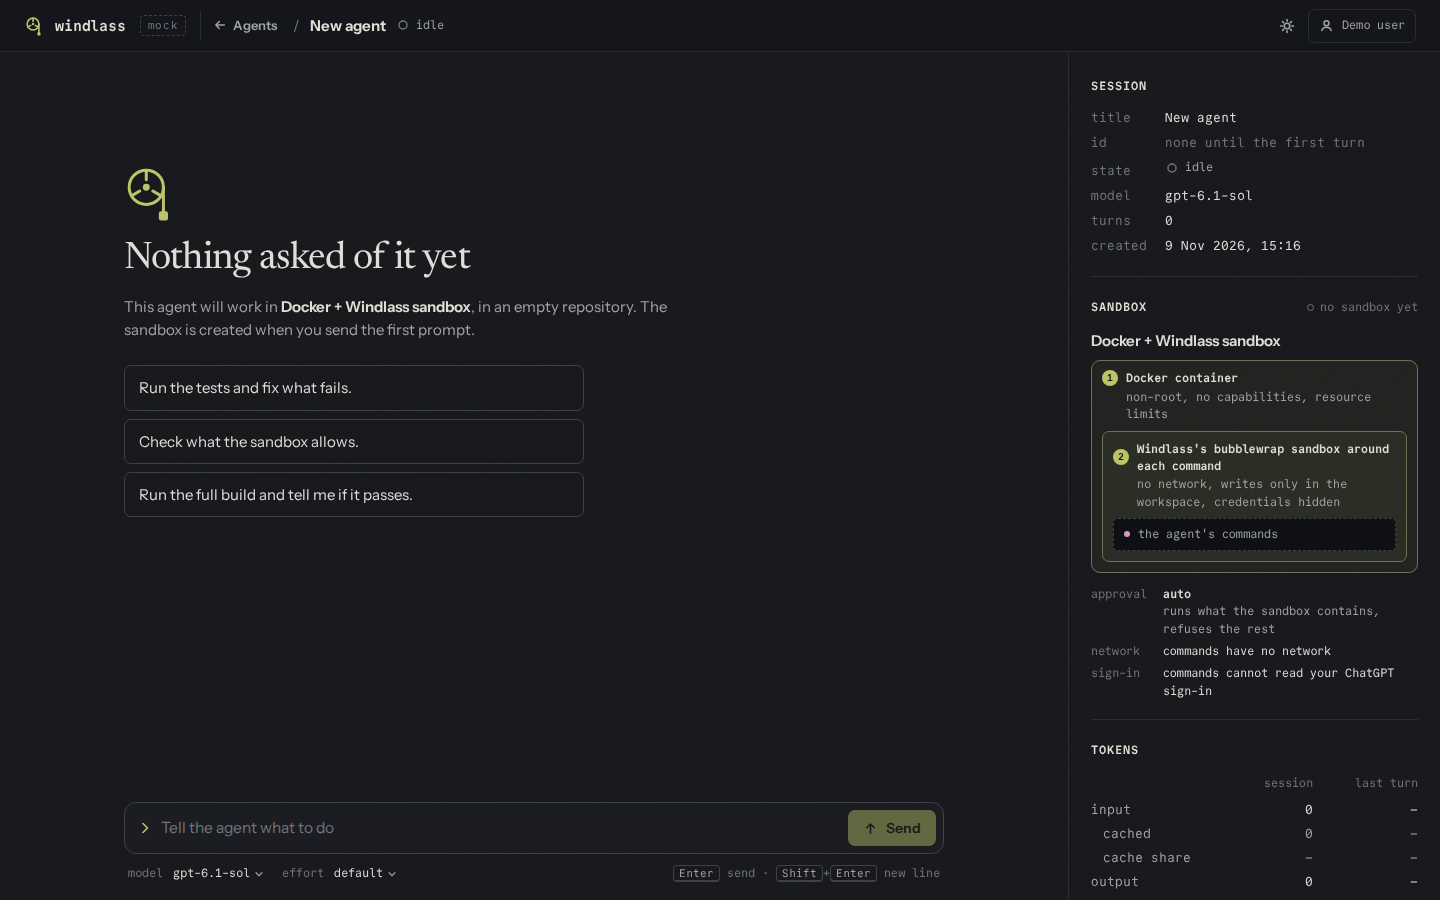 windlass mock ← Agents / New agent idle
Demo user
Nothing asked of it yet
This agent will work in Docker + Windlass sandbox, in an empty repository. The
sandbox is created when you send the first prompt.
Run the tests and fix what fails.
Check what the sandbox allows.
Run the full build and tell me if it passes.
Tell the agent what to do
↑ Send
model gpt-6.1-sol effort default
Enter send · Shift+Enter new line
SESSION
title New agent
id none until the first turn
state idle
model gpt-6.1-sol
turns 0
created 9 Nov 2026, 15:16
SANDBOX no sandbox yet
Docker + Windlass sandbox
1 Docker container
non-root, no capabilities, resource
limits
2 Windlass's bubblewrap sandbox around
each command
no network, writes only in the
workspace, credentials hidden
the agent's commands
approval auto
runs what the sandbox contains,
refuses the rest
network commands have no network
sign-in commands cannot read your ChatGPT
sign-in
TOKENS
session last turn
input 0 –
cached 0 –
cache share – –
output 0 –